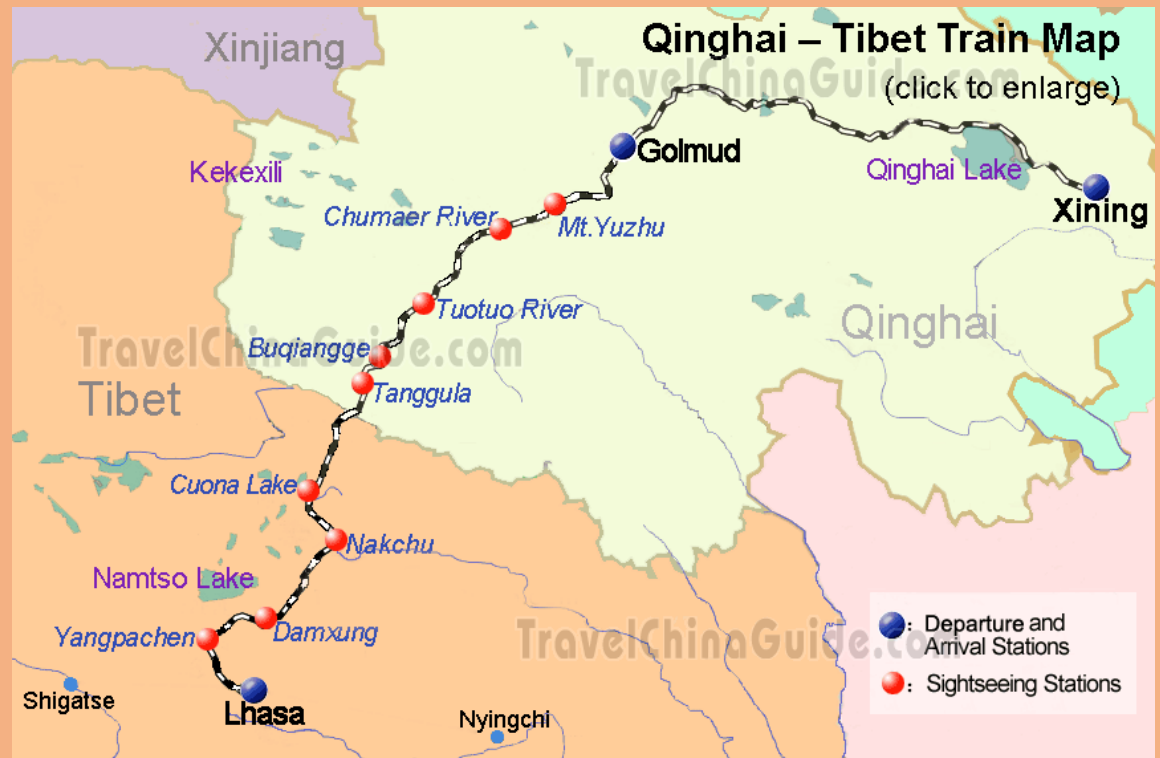 Qinghai – Tibet Train Map
(click to enlarge)
TravelChinaGuide.com
Xinjiang
Golmud
Kekexili
Qinghai Lake
Xining
Chumaer River
Mt.Yuzhu
Tuotuo River
Qinghai
TravelChinaGuide.com
Buqiangge
Tanggula
Tibet
Cuona Lake
Nakchu
Namtso Lake
Damxung
Yangpachen
TravelChinaGuide.com
Shigatse
Lhasa
Nyingchi
: Departure and
Arrival Stations
: Sightseeing Stations